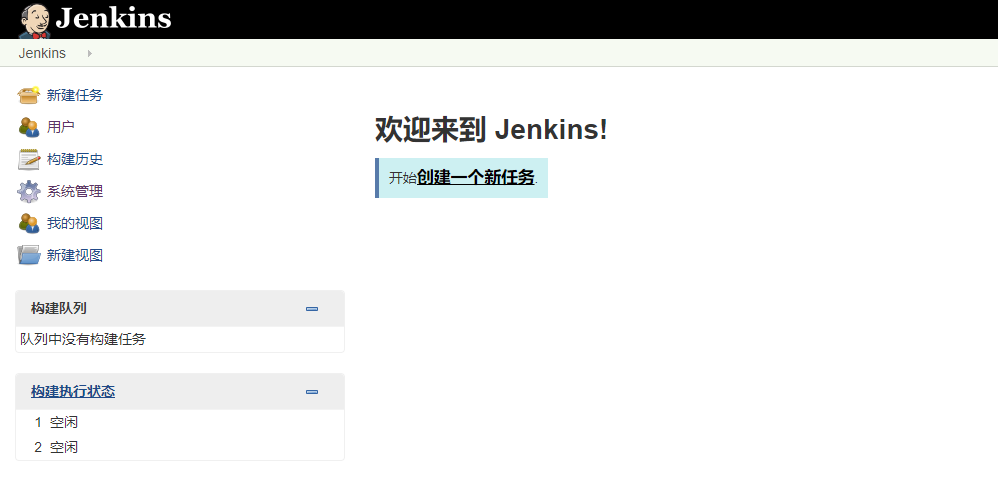 Jenkins
Jenkins
新建任务
用户
构建历史
系统管理
我的视图
新建视图
构建队列
队列中没有构建任务
构建执行状态
1 空闲
2 空闲
欢迎来到 Jenkins!
开始创建一个新任务.